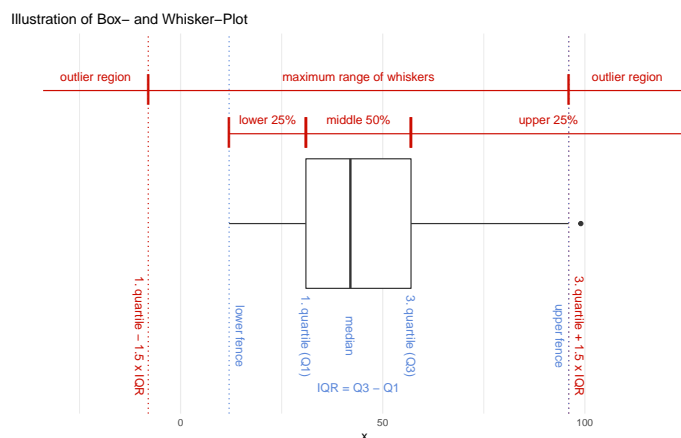 Illustration of Box− and Whisker−Plot
outlier region
maximum range of whiskers
outlier region
lower 25%
middle 50%
upper 25%
1. quartile − 1.5 x IQR
lower fence
1. quartile (Q1)
median
3. quartile (Q3)
upper fence
3. quartile + 1.5 x IQR
IQR = Q3 − Q1
0
50
100
x